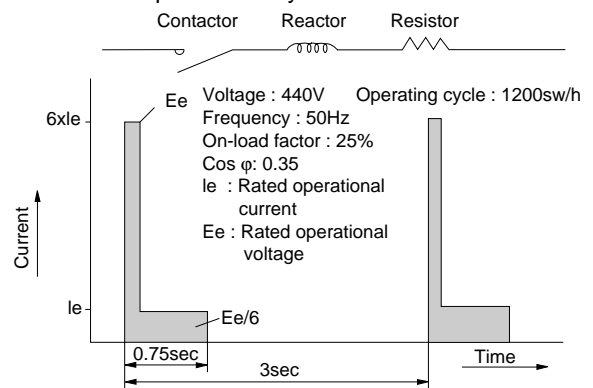 Contactor Reactor Resistor
Ee
Voltage : 440V Operating cycle : 1200sw/h
6xIe
Frequency : 50Hz
On-load factor : 25%
Cos φ: 0.35
Ie : Rated operational
current
Ee : Rated operational
voltage
Current
Ie
Ee/6
0.75sec
Time
3sec